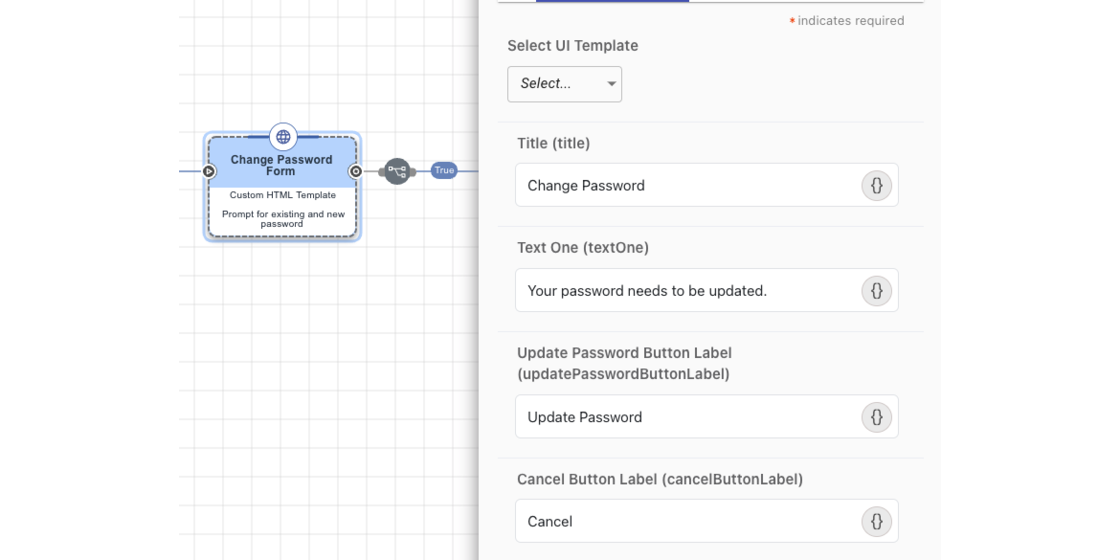 * indicates required
Select UI Template
Select...
Title (title)
Change Password
{}
Text One (textOne)
Your password needs to be updated.
{}
Update Password Button Label
(updatePasswordButtonLabel)
Update Password
{}
Cancel Button Label (cancelButtonLabel)
Cancel
{}
Change Password
Form
Custom HTML Template
Prompt for existing and new
password
True